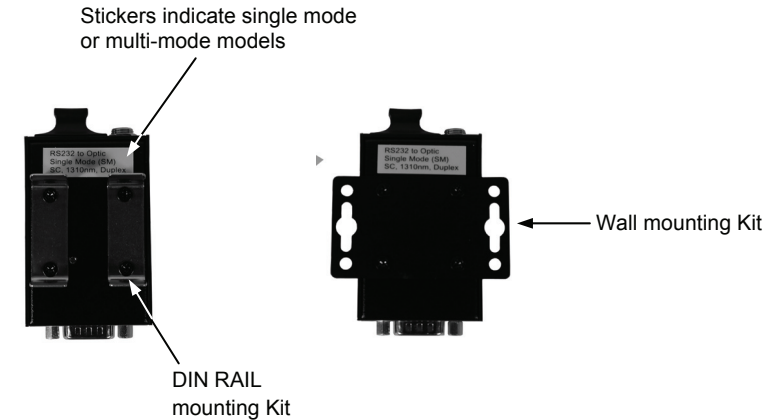 Stickers indicate single mode
or multi-mode models
RS232 to Optic
Single Mode (SM)
SC, 1310nm, Duplex
RS232 to Optic
Single Mode (SM)
SC, 1310nm, Duplex
Wall mounting Kit
DIN RAIL
mounting Kit